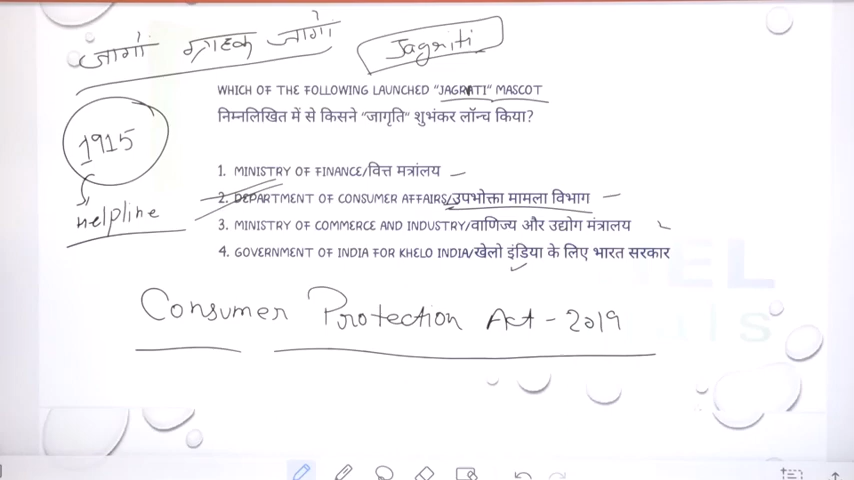 जागो ग्राहक जागो
Jagriti
WHICH OF THE FOLLOWING LAUNCHED "JAGRATI" MASCOT
निम्नलिखित में से किसने "जागृति" शुभंकर लॉन्च किया?
1915
Helpline
1. MINISTRY OF FINANCE/वित्त मत्रांलय
2. DEPARTMENT OF CONSUMER AFFAIRS/उपभोक्ता मामला विभाग
3. MINISTRY OF COMMERCE AND INDUSTRY/वाणिज्य और उद्योग मंत्रालय
4. GOVERNMENT OF INDIA FOR KHELO INDIA/खेलो इंडिया के लिए भारत सरकार
Consumer Protection Act - 2019